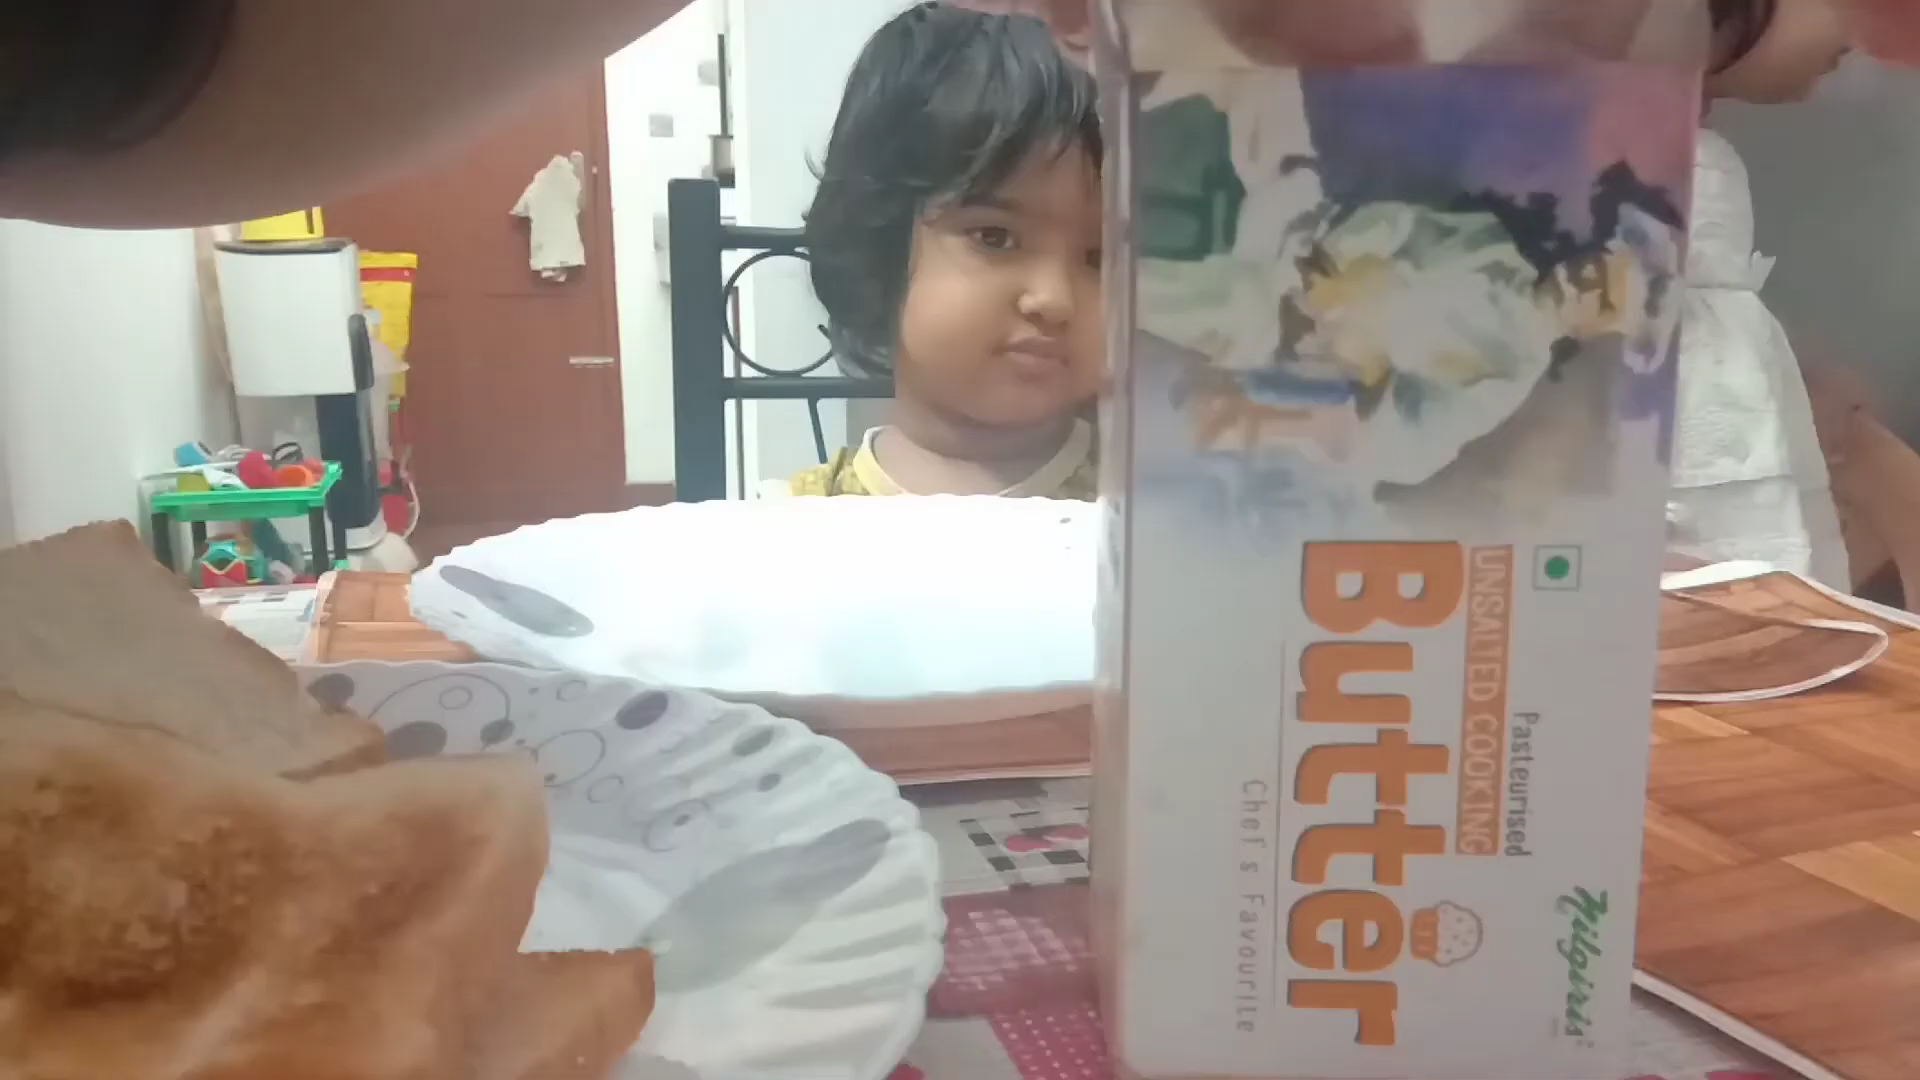 Nilgiris
Pasteurised
UNSALTED COOKING
Butter
Chef's Favourite